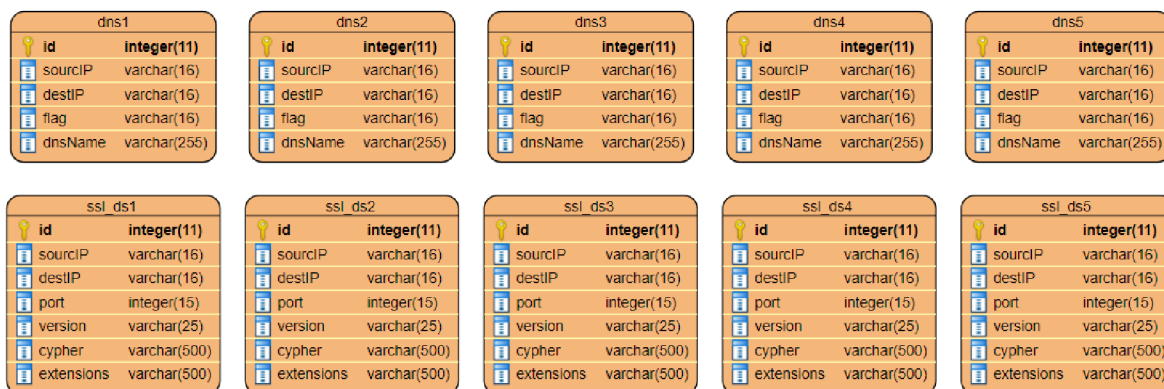 dns1 dns2 dns3 dns4 dns5
id integer(11) id integer(11) id integer(11) id integer(11) id integer(11)
sourcIP varchar(16) sourcIP varchar(16) sourcIP varchar(16) sourcIP varchar(16) sourcIP varchar(16)
destIP varchar(16) destIP varchar(16) destIP varchar(16) destIP varchar(16) destIP varchar(16)
flag varchar(16) flag varchar(16) flag varchar(16) flag varchar(16) flag varchar(16)
dnsName varchar(255) dnsName varchar(255) dnsName varchar(255) dnsName varchar(255) dnsName varchar(255)
ssl_ds1 ssl_ds2 ssl_ds3 ssl_ds4 ssl_ds5
id integer(11) id integer(11) id integer(11) id integer(11) id integer(11)
sourcIP varchar(16) sourcIP varchar(16) sourcIP varchar(16) sourcIP varchar(16) sourcIP varchar(16)
destIP varchar(16) destIP varchar(16) destIP varchar(16) destIP varchar(16) destIP varchar(16)
port integer(15) port integer(15) port integer(15) port integer(15) port integer(15)
version varchar(25) version varchar(25) version varchar(25) version varchar(25) version varchar(25)
cypher varchar(500) cypher varchar(500) cypher varchar(500) cypher varchar(500) cypher varchar(500)
extensions varchar(500) extensions varchar(500) extensions varchar(500) extensions varchar(500) extensions varchar(500)